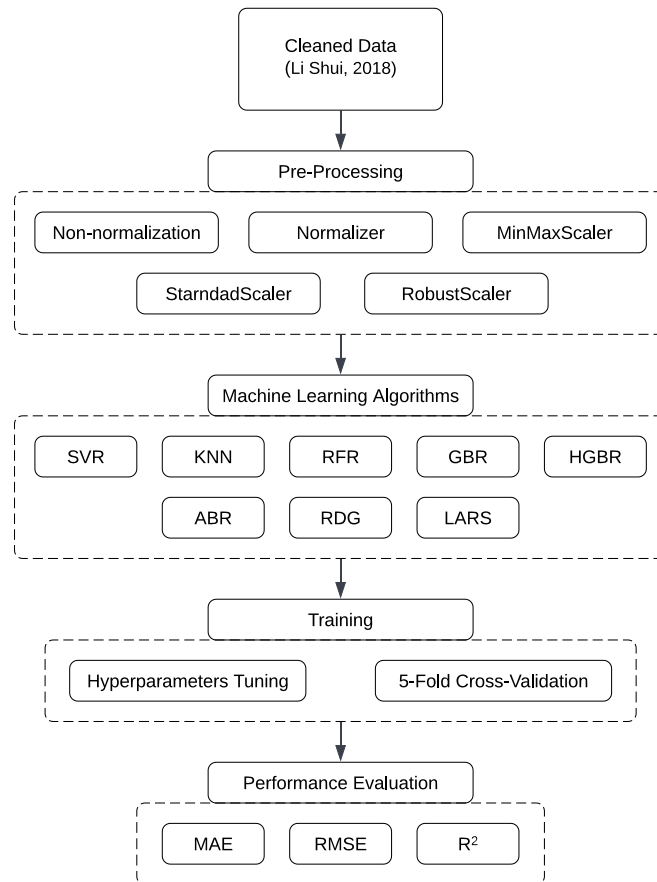 Cleaned Data
(Li Shui, 2018)
Pre-Processing
Non-normalization
Normalizer
MinMaxScaler
StarndadScaler
RobustScaler
Machine Learning Algorithms
SVR
KNN
RFR
GBR
HGBR
ABR
RDG
LARS
Training
Hyperparameters Tuning
5-Fold Cross-Validation
Performance Evaluation
MAE
RMSE
R²